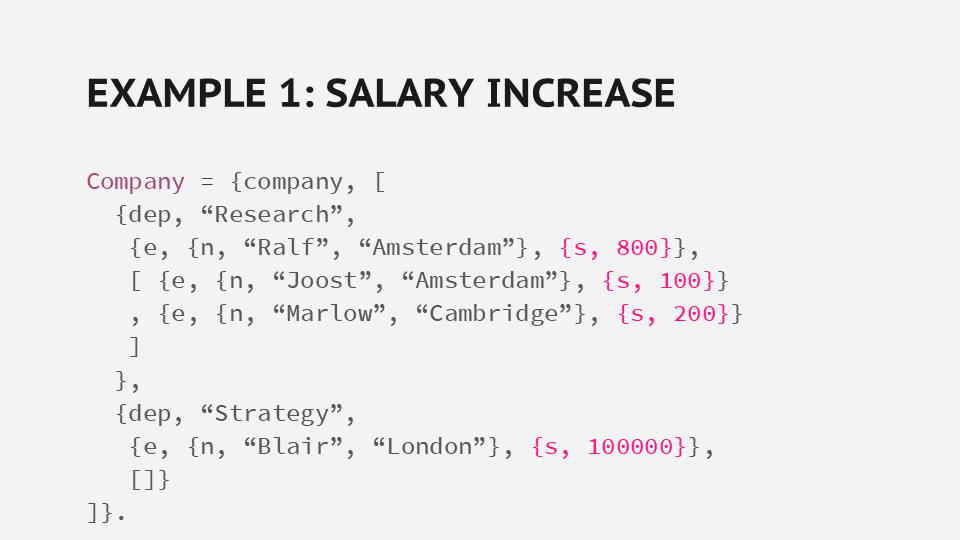 EXAMPLE 1: SALARY INCREASE
Company = {company, [
{dep, “Research”,
{e, {n, “Ralf”, “Amsterdam”}, {s, 800}},
[ {e, {n, “Joost”, “Amsterdam”}, {s, 100}}
, {e, {n, “Marlow”, “Cambridge”}, {s, 200}}
]
},
{dep, “Strategy”,
{e, {n, “Blair”, “London”}, {s, 100000}},
[]}
]}.